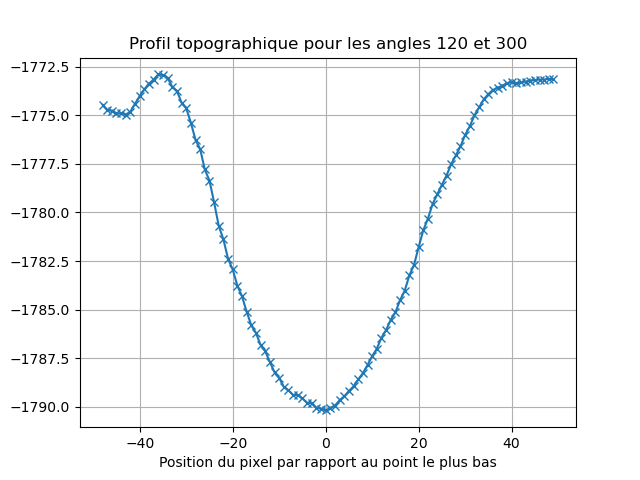 Profil topographique pour les angles 120 et 300
−1772.5
−1775.0
−1777.5
−1780.0
−1782.5
−1785.0
−1787.5
−1790.0
−40 −20 0 20 40
Position du pixel par rapport au point le plus bas